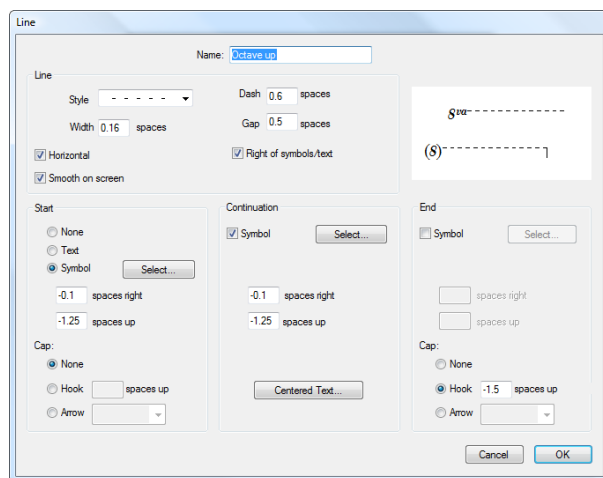 Line
Name: Octave up
Line
Style
Width 0.16 spaces
Horizontal
Smooth on screen
Dash 0.6 spaces
Gap 0.5 spaces
Right of symbols/text
8va
(8)
Start
None
Text
Symbol Select...
-0.1 spaces right
-1.25 spaces up
Cap:
None
Hook spaces up
Arrow
Continuation
Symbol Select...
-0.1 spaces right
-1.25 spaces up
Centered Text...
End
Symbol Select...
spaces right
spaces up
Cap:
None
Hook -1.5 spaces up
Arrow
Cancel OK